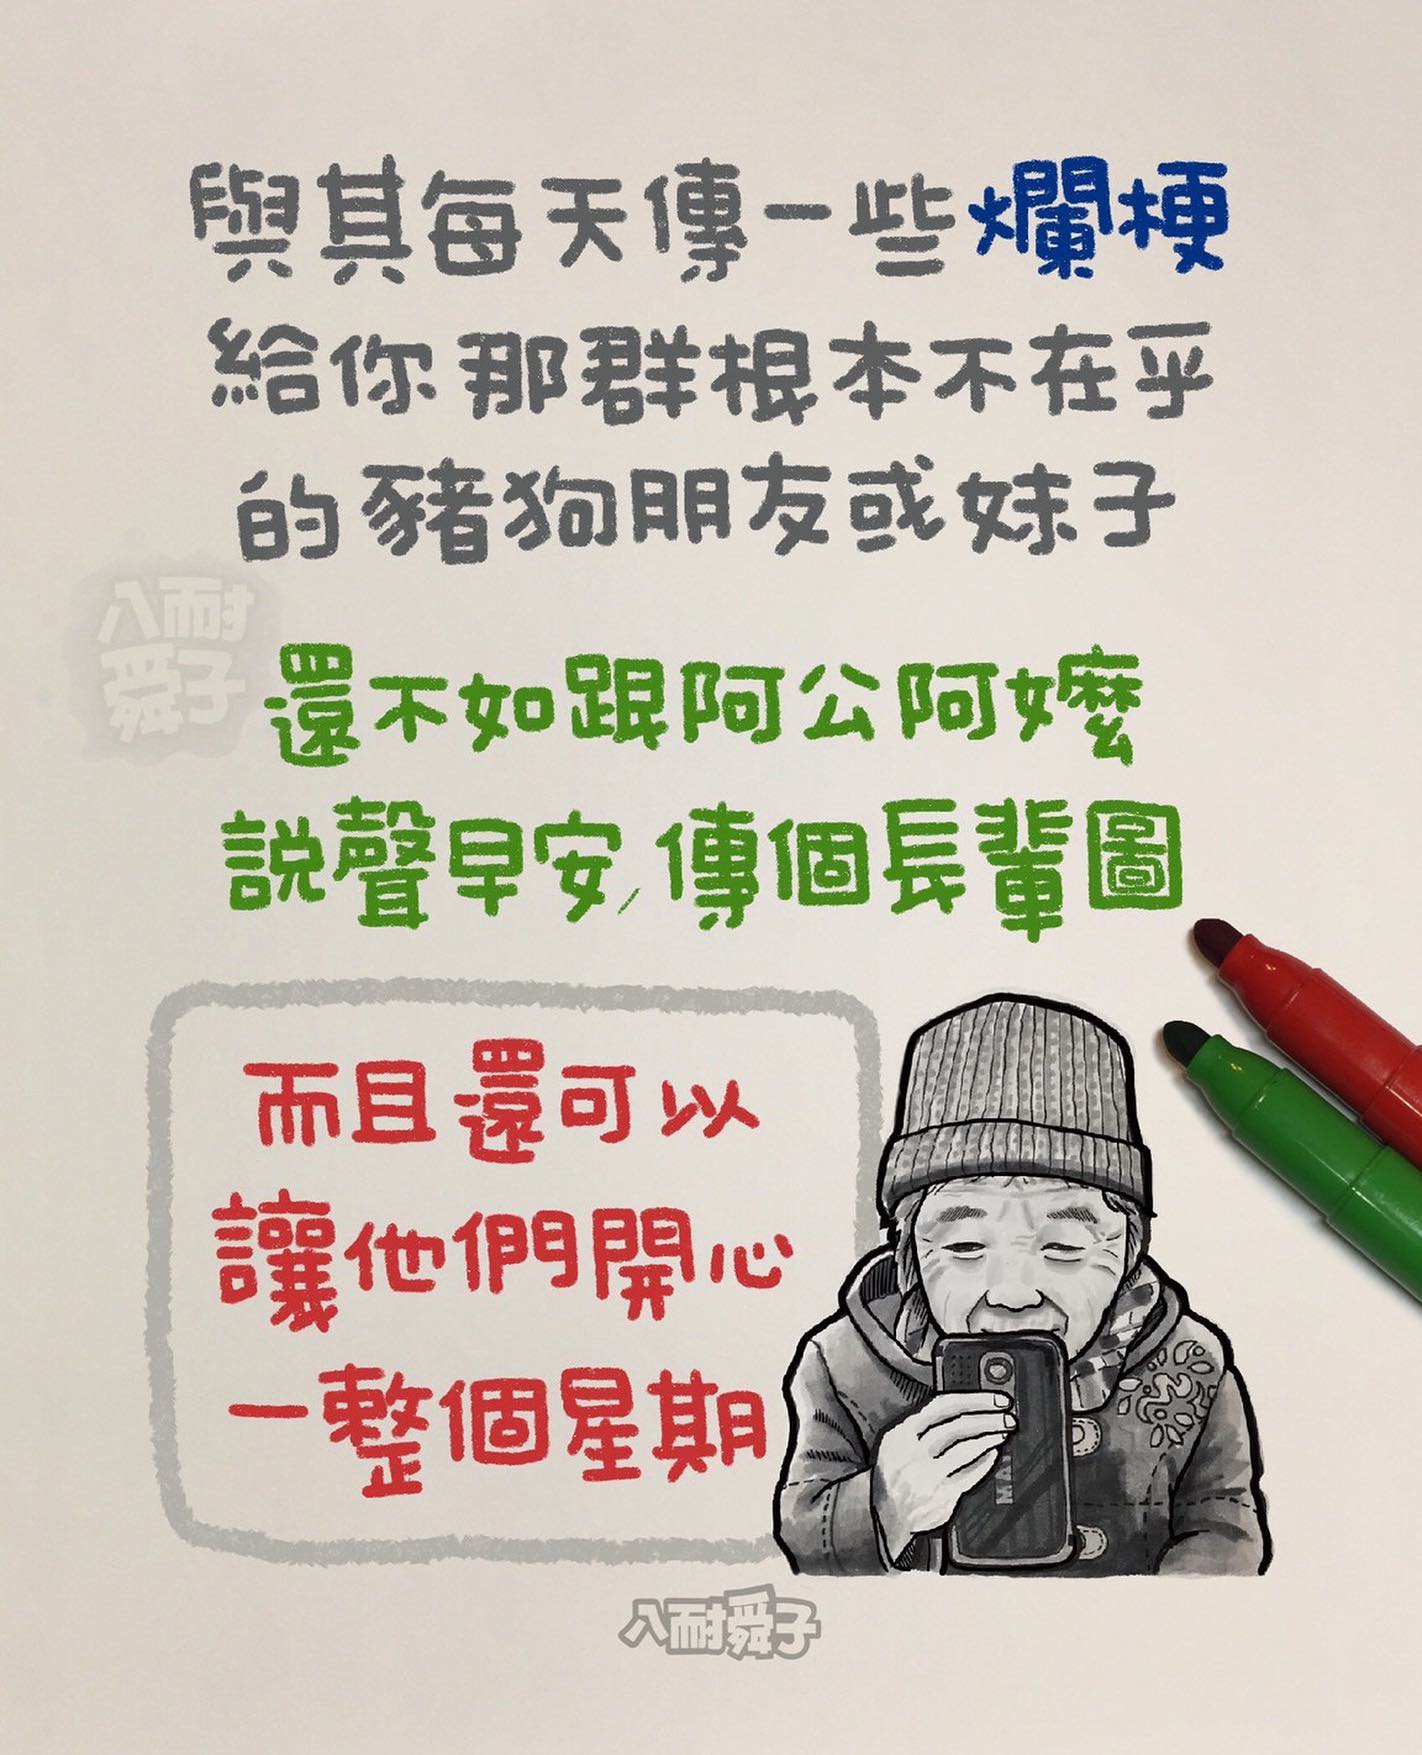 與其每天傳一些爛梗
給你那群根本不在乎
的豬狗朋友或妹子
八耐
舜子
還不如跟阿公阿嬤
說聲早安,傳個長輩圖
而且還可以
讓他們開心
一整個星期
八耐舜子